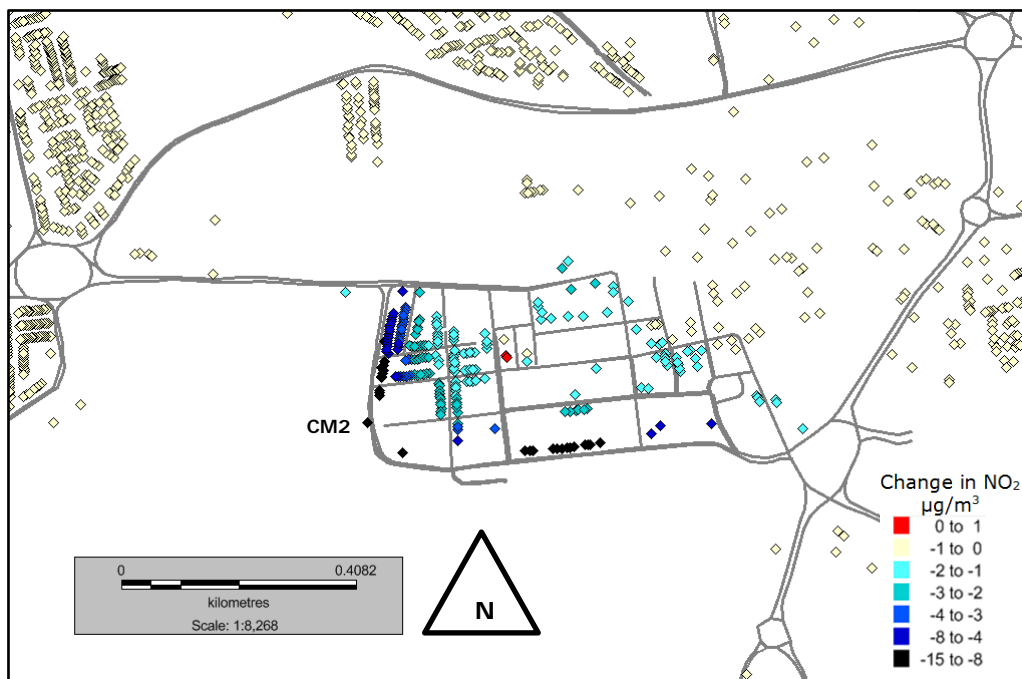 CM2
Change in NO₂
µg/m³
0 to 1
-1 to 0
-2 to -1
-3 to -2
-4 to -3
-8 to -4
-15 to -8
0 0.4082
kilometres
Scale: 1:8,268
N